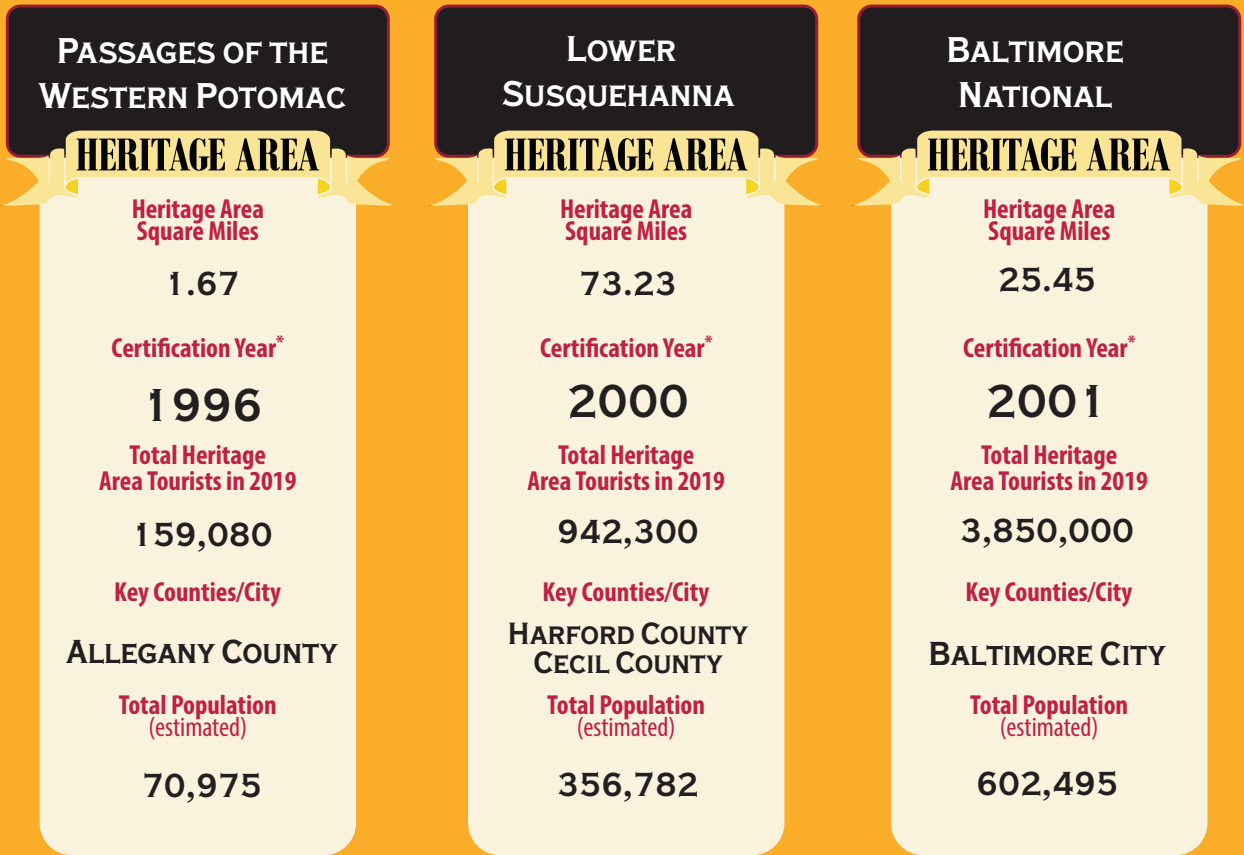 PASSAGES OF THE
WESTERN POTOMAC
HERITAGE AREA
Heritage Area
Square Miles
1.67
Certification Year*
1996
Total Heritage
Area Tourists in 2019
159,080
Key Counties/City
ALLEGANY COUNTY
Total Population
(estimated)
70,975
LOWER
SUSQUEHANNA
HERITAGE AREA
Heritage Area
Square Miles
73.23
Certification Year*
2000
Total Heritage
Area Tourists in 2019
942,300
Key Counties/City
HARFORD COUNTY
CECIL COUNTY
Total Population
(estimated)
356,782
BALTIMORE
NATIONAL
HERITAGE AREA
Heritage Area
Square Miles
25.45
Certification Year*
2001
Total Heritage
Area Tourists in 2019
3,850,000
Key Counties/City
BALTIMORE CITY
Total Population
(estimated)
602,495